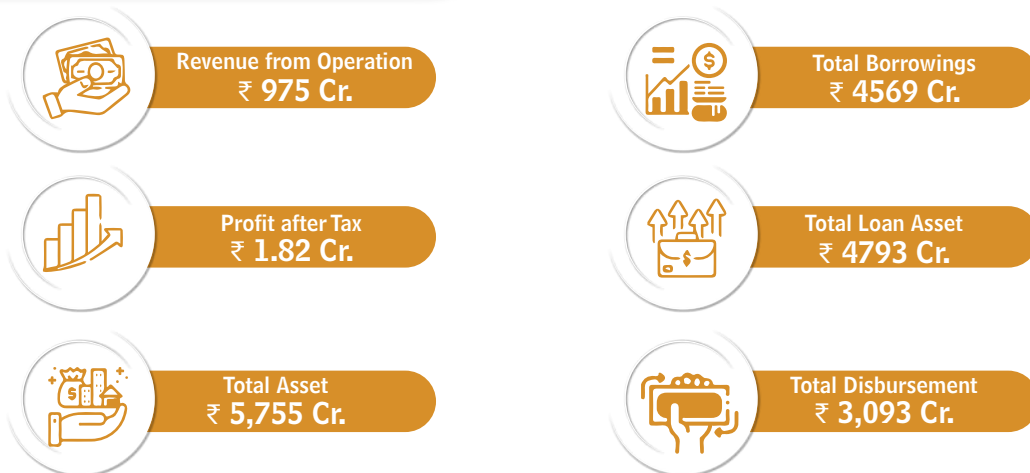 Revenue from Operation
₹ 975 Cr.
Total Borrowings
₹ 4569 Cr.
Profit after Tax
₹ 1.82 Cr.
Total Loan Asset
₹ 4793 Cr.
Total Asset
₹ 5,755 Cr.
Total Disbursement
₹ 3,093 Cr.